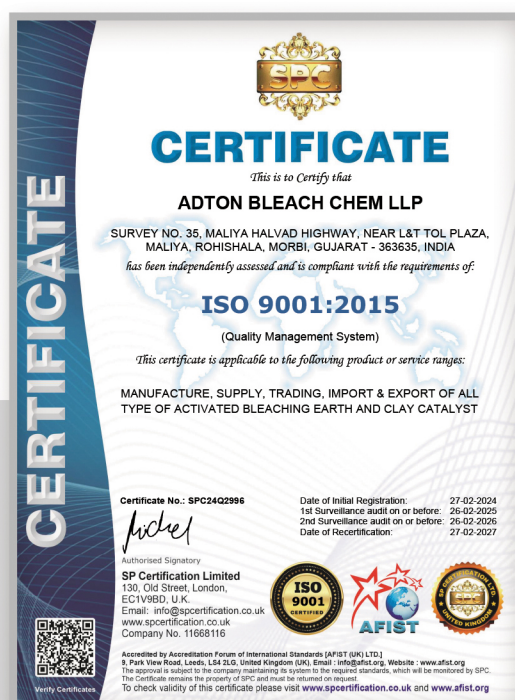 SPC
CERTIFICATE
This is to Certify that
ADTON BLEACH CHEM LLP
SURVEY NO. 35, MALIYA HALVAD HIGHWAY, NEAR L&T TOL PLAZA,
MALIYA, ROHISHALA, MORBI, GUJARAT - 363635, INDIA
has been independently assessed and is compliant with the requirements of:
ISO 9001:2015
(Quality Management System)
This certificate is applicable to the following product or service ranges:
MANUFACTURE, SUPPLY, TRADING, IMPORT & EXPORT OF ALL
TYPE OF ACTIVATED BLEACHING EARTH AND CLAY CATALYST
CERTIFICATE
Certificate No.: SPC24Q2996
Date of Initial Registration: 27-02-2024
1st Surveillance audit on or before: 26-02-2025
2nd Surveillance audit on or before: 26-02-2026
Date of Recertification: 27-02-2027
Michel
Authorised Signatory
SP Certification Limited
130, Old Street, London,
EC1V9BD, U.K.
Email: info@spcertification.co.uk
www.spcertification.co.uk
Company No. 11668116
ISO
9001
CERTIFIED
AFIST
SP CERTIFICATION LTD.
SPC
UNITED KINGDOM
Verify Certificates
Accredited by Accreditation Forum of International Standards [AFIST (UK) LTD.]
9, Park View Road, Leeds, LS4 2LG, United Kingdom (UK), Email : info@afist.org, Website : www.afist.org
The approval is subject to the company maintaining its system to the required standards, which will be monitored by SPC.
The Certificate remains the property of SPC and must be returned on request.
To check validity of this certificate please visit www.spcertification.co.uk and www.afist.org